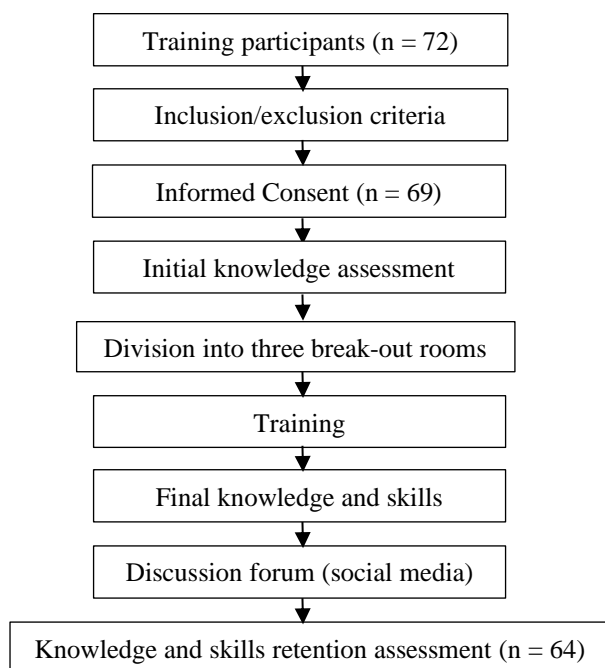 Training participants (n = 72)
Inclusion/exclusion criteria
Informed Consent (n = 69)
Initial knowledge assessment
Division into three break-out rooms
Training
Final knowledge and skills
Discussion forum (social media)
Knowledge and skills retention assessment (n = 64)